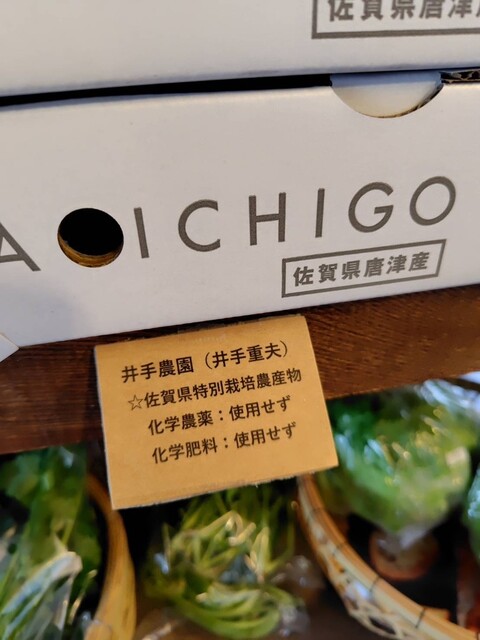 佐賀県唐津産
A ICHIGO
佐賀県唐津産
井手農園（井手重夫）
☆佐賀県特別栽培農産物
化学農薬：使用せず
化学肥料：使用せず